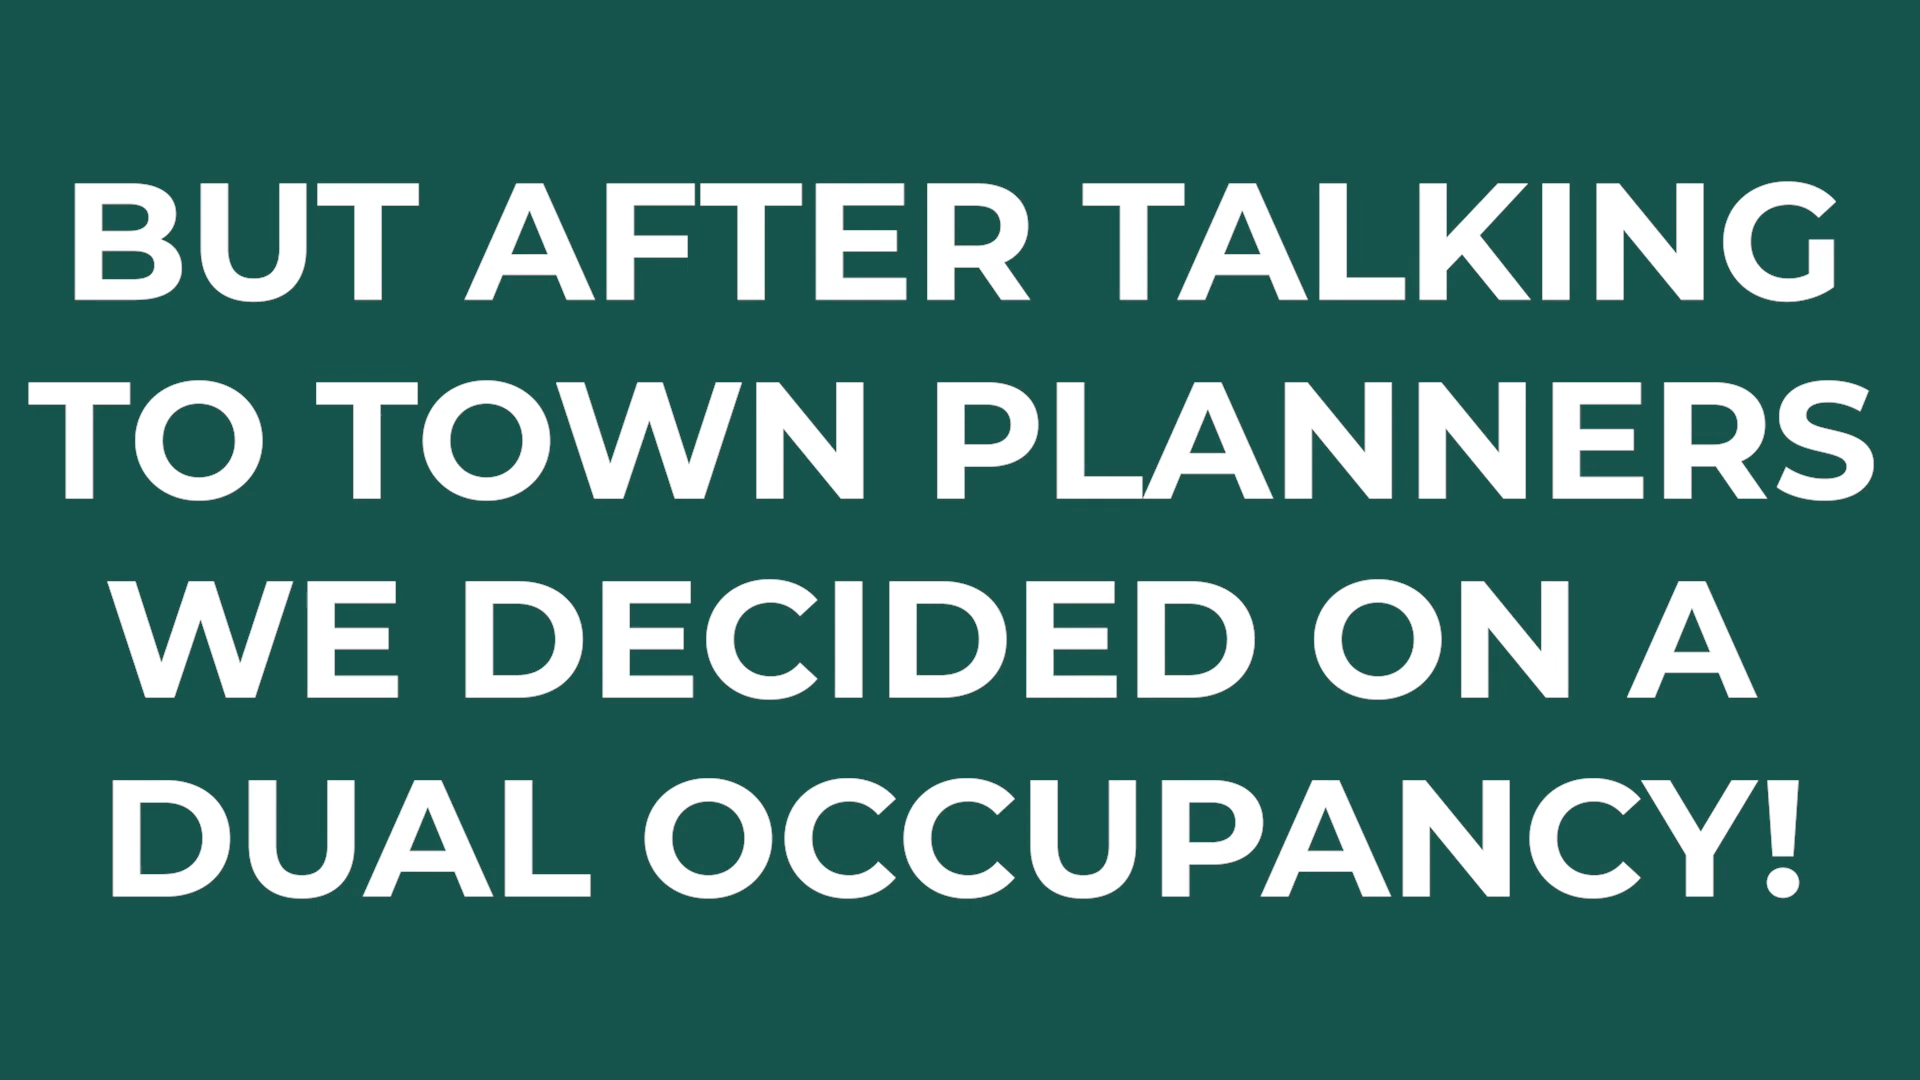 BUT AFTER TALKING
TO TOWN PLANNERS
WE DECIDED ON A
DUAL OCCUPANCY!